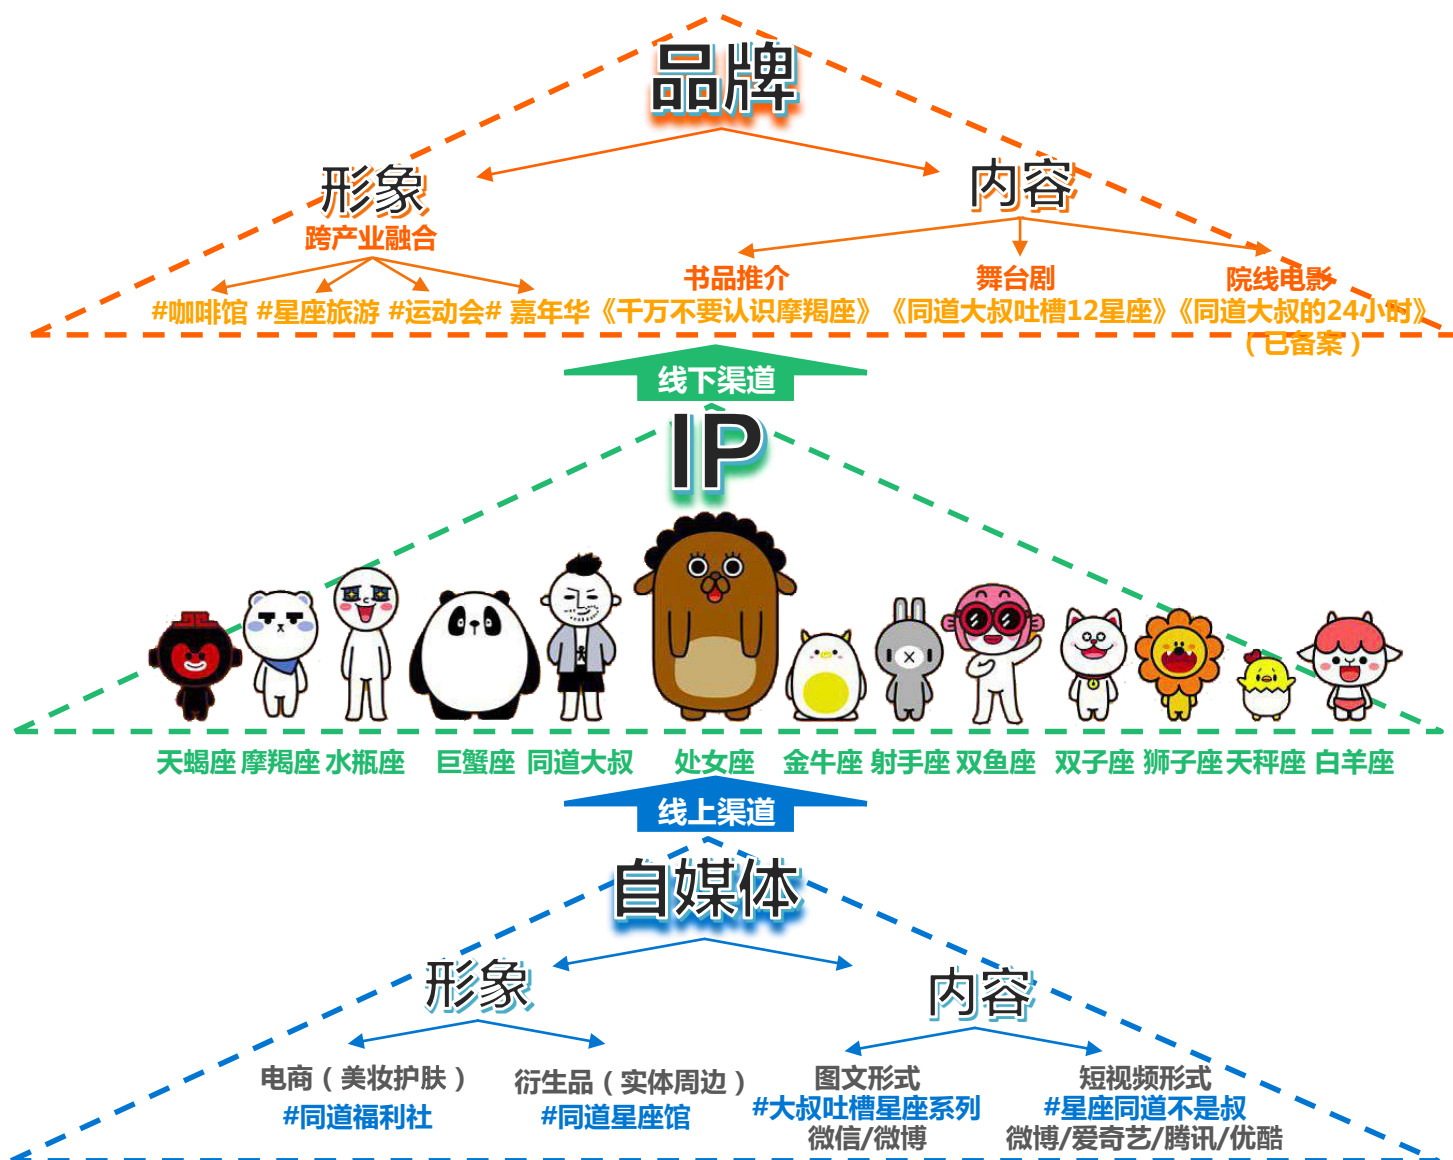 品牌
形象
内容
跨产业融合
书品推介
舞台剧
院线电影
#咖啡馆 #星座旅游 #运动会# 嘉年华
《千万不要认识摩羯座》
《同道大叔吐槽12星座》
《同道大叔的24小时》
（已备案）
线下渠道
IP
天蝎座 摩羯座 水瓶座 巨蟹座 同道大叔 处女座 金牛座 射手座 双鱼座 双子座 狮子座 天秤座 白羊座
线上渠道
自媒体
形象
内容
电商（美妆护肤）
#同道福利社
衍生品（实体周边）
#同道星座馆
图文形式
#大叔吐槽星座系列
微信/微博
短视频形式
#星座同道不是叔
微博/爱奇艺/腾讯/优酷